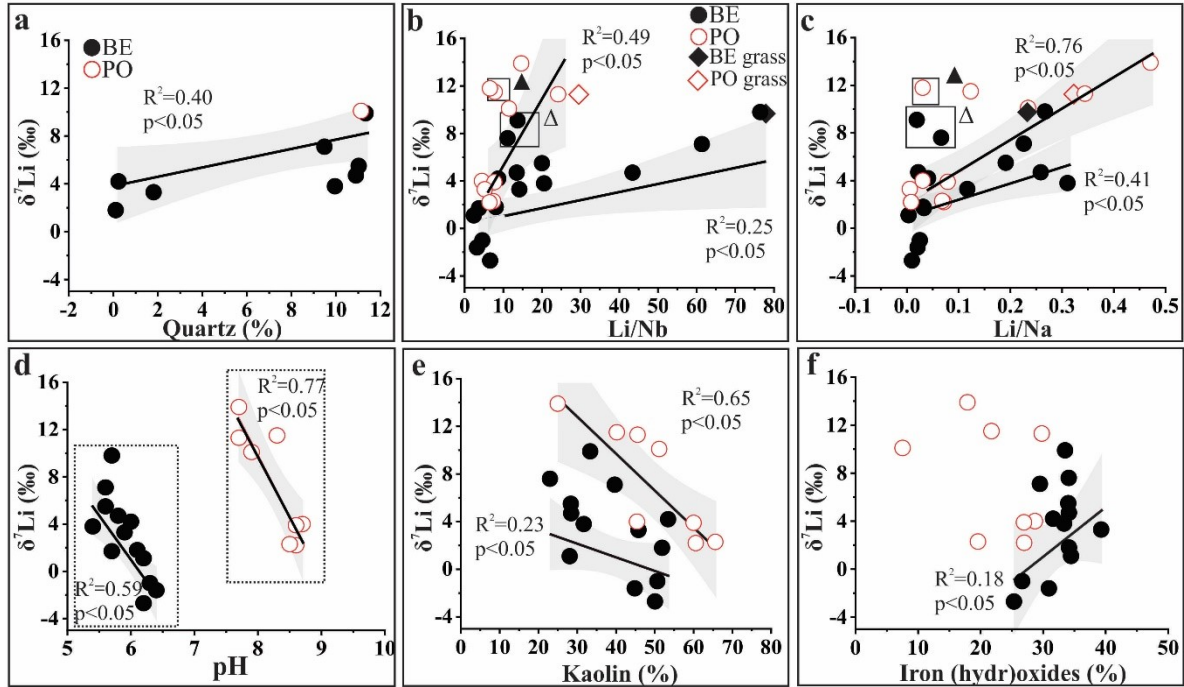 a
BE
PO
R²=0.40
p<0.05
δ⁷Li (‰)
16
12
8
4
0
-4
-2 0 2 4 6 8 10 12
Quartz (%)
b
BE
PO
BE grass
PO grass
R²=0.49
p<0.05
Δ
R²=0.25
p<0.05
δ⁷Li (‰)
16
12
8
4
0
-4
0 10 20 30 40 50 60 70 80
Li/Nb
c
R²=0.76
p<0.05
Δ
R²=0.41
p<0.05
δ⁷Li (‰)
16
12
8
4
0
-4
-0.1 0.0 0.1 0.2 0.3 0.4 0.5
Li/Na
d
R²=0.77
p<0.05
R²=0.59
p<0.05
δ⁷Li (‰)
16
12
8
4
0
-4
5 6 7 8 9 10
pH
e
R²=0.65
p<0.05
R²=0.23
p<0.05
δ⁷Li (‰)
16
12
8
4
0
-4
10 20 30 40 50 60 70 80
Kaolin (%)
f
R²=0.18
p<0.05
δ⁷Li (‰)
16
12
8
4
0
-4
0 10 20 30 40 50
Iron (hydr)oxides (%)